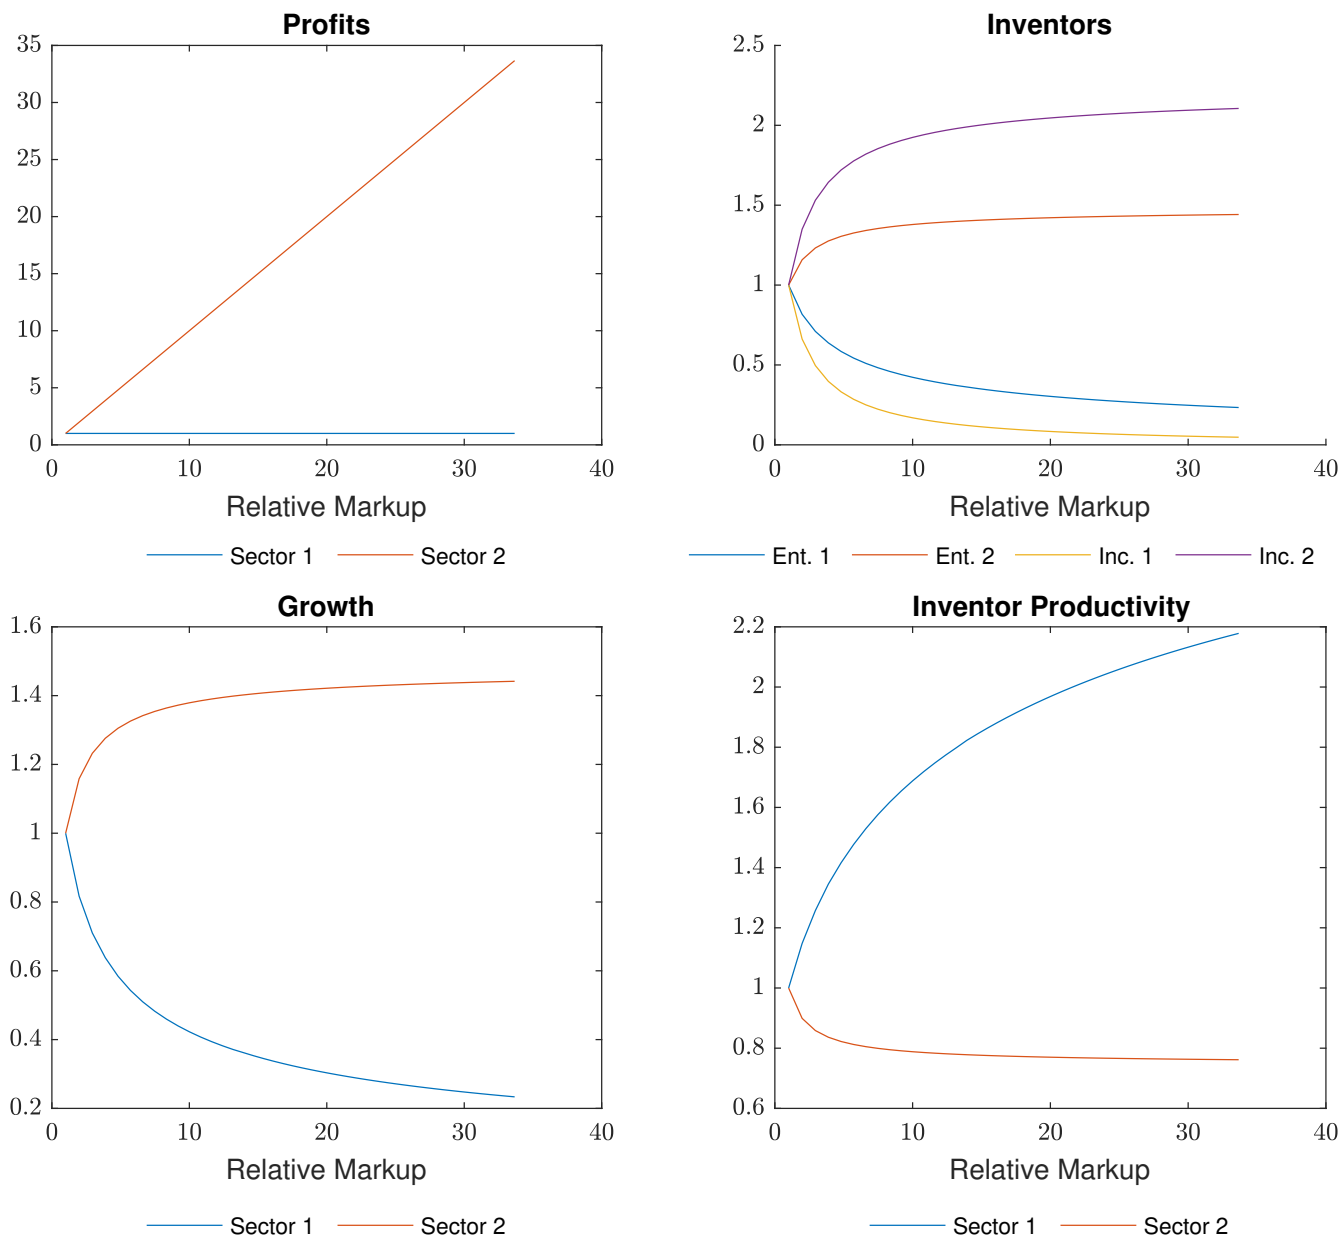 Profits
35
30
25
20
15
10
5
0
0 10 20 30 40
Relative Markup
Sector 1 Sector 2
Inventors
2.5
2
1.5
1
0.5
0
0 10 20 30 40
Relative Markup
Ent. 1 Ent. 2 Inc. 1 Inc. 2
Growth
1.6
1.4
1.2
1
0.8
0.6
0.4
0.2
0 10 20 30 40
Relative Markup
Sector 1 Sector 2
Inventor Productivity
2.2
2
1.8
1.6
1.4
1.2
1
0.8
0.6
0 10 20 30 40
Relative Markup
Sector 1 Sector 2